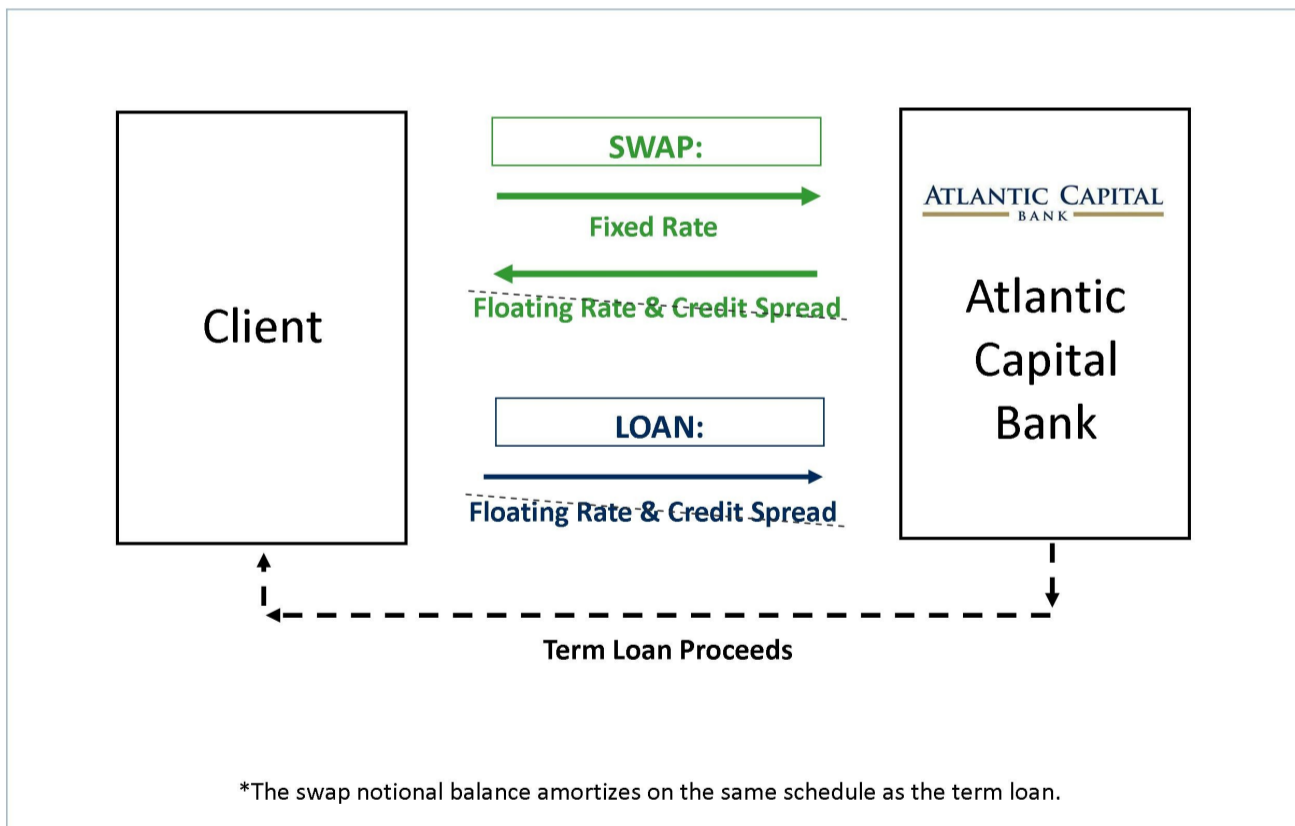 Client
SWAP:
Fixed Rate
Floating Rate & Credit Spread
LOAN:
Floating Rate & Credit Spread
ATLANTIC CAPITAL
BANK
Atlantic
Capital
Bank
Term Loan Proceeds
*The swap notional balance amortizes on the same schedule as the term loan.